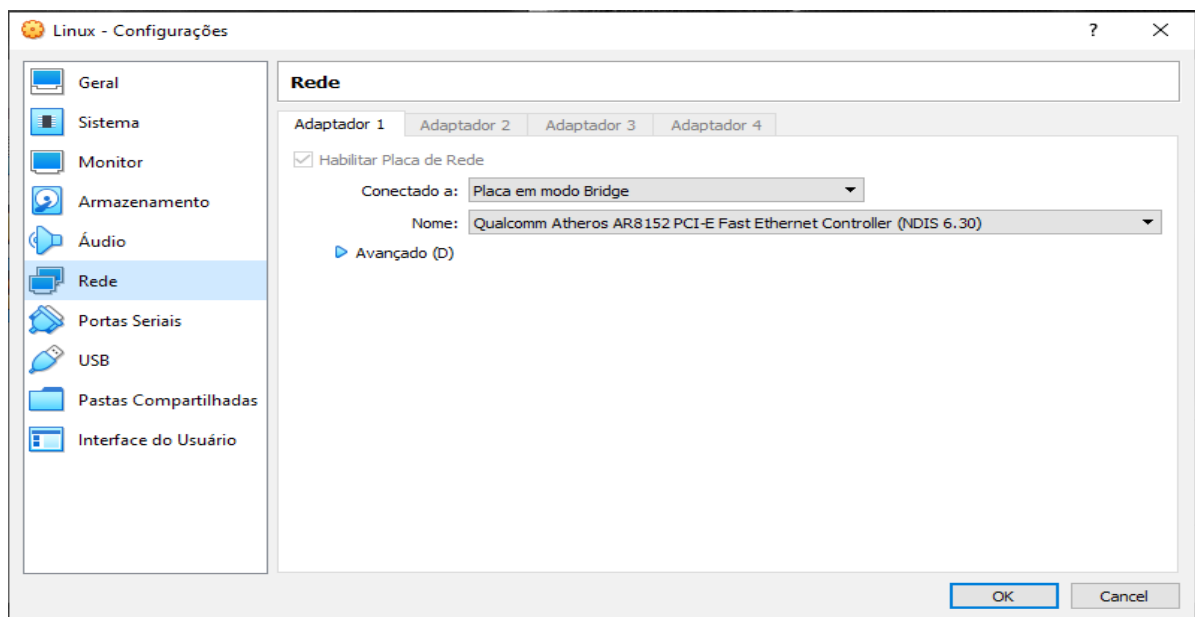 Linux - Configurações ? ×
Geral
Sistema
Monitor
Armazenamento
Áudio
Rede
Portas Seriais
USB
Pastas Compartilhadas
Interface do Usuário
Rede
Adaptador 1 Adaptador 2 Adaptador 3 Adaptador 4
Habilitar Placa de Rede
Conectado a: Placa em modo Bridge
Nome: Qualcomm Atheros AR8152 PCI-E Fast Ethernet Controller (NDIS 6.30)
Avançado (D)
OK Cancel